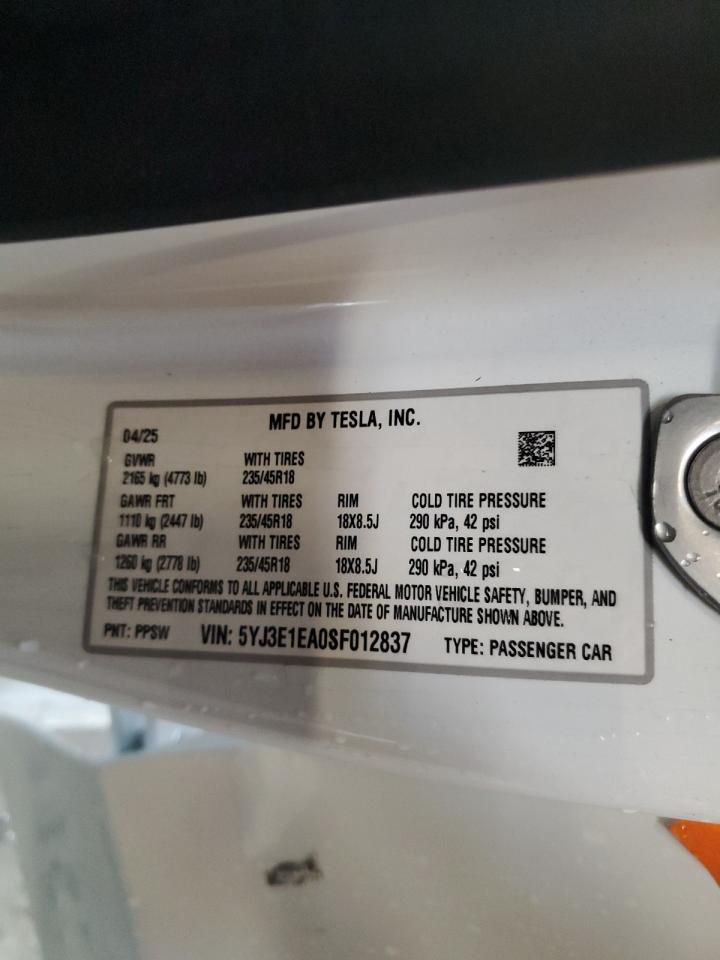 MFD BY TESLA, INC.
04/25
GVWR WITH TIRES
2165 kg (4773 lb) 235/45R18
GAWR FRT WITH TIRES RIM COLD TIRE PRESSURE
1110 kg (2447 lb) 235/45R18 18X8.5J 290 kPa, 42 psi
GAWR RR WITH TIRES RIM COLD TIRE PRESSURE
1260 kg (2778 lb) 235/45R18 18X8.5J 290 kPa, 42 psi
THIS VEHICLE CONFORMS TO ALL APPLICABLE U.S. FEDERAL MOTOR VEHICLE SAFETY, BUMPER, AND
THEFT PREVENTION STANDARDS IN EFFECT ON THE DATE OF MANUFACTURE SHOWN ABOVE.
PNT: PPSW VIN: 5YJ3E1EA0SF012837 TYPE: PASSENGER CAR